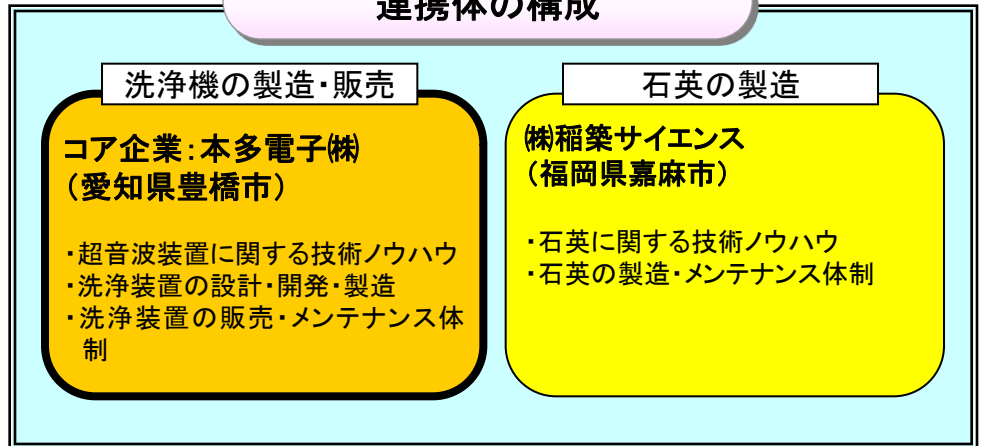 連携体の構成
洗浄機の製造・販売
コア企業：本多電子㈱
（愛知県豊橋市）
・超音波装置に関する技術ノウハウ
・洗浄装置の設計・開発・製造
・洗浄装置の販売・メンテナンス体
制
石英の製造
㈱稲築サイエンス
（福岡県嘉麻市）
・石英に関する技術ノウハウ
・石英の製造・メンテナンス体制